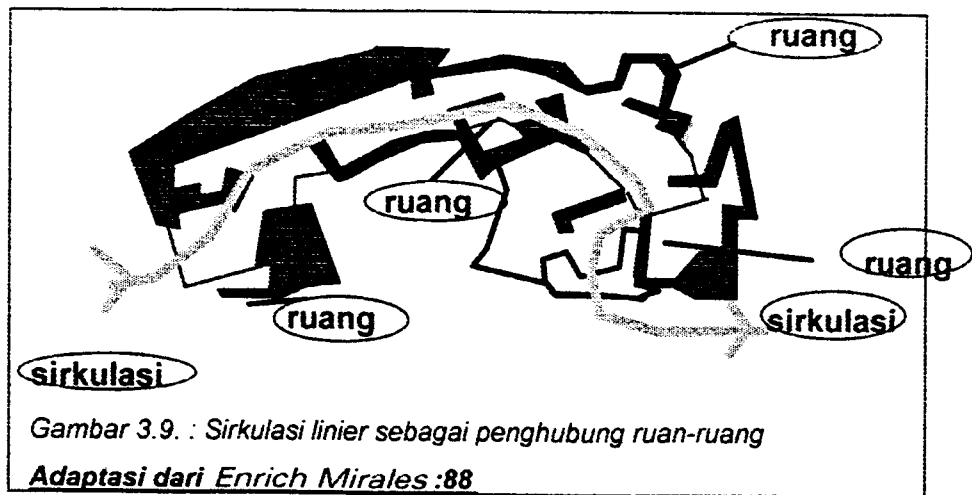 ruang
ruang
ruang
ruang
sirkulasi
sirkulasi
Gambar 3.9. : Sirkulasi linier sebagai penghubung ruan-ruang
Adaptasi dari Enrich Mirales :88